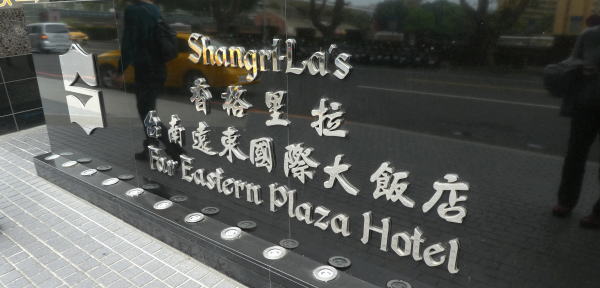 Shangri-La's
香格里拉
台南遠東國際大飯店
Far Eastern Plaza Hotel